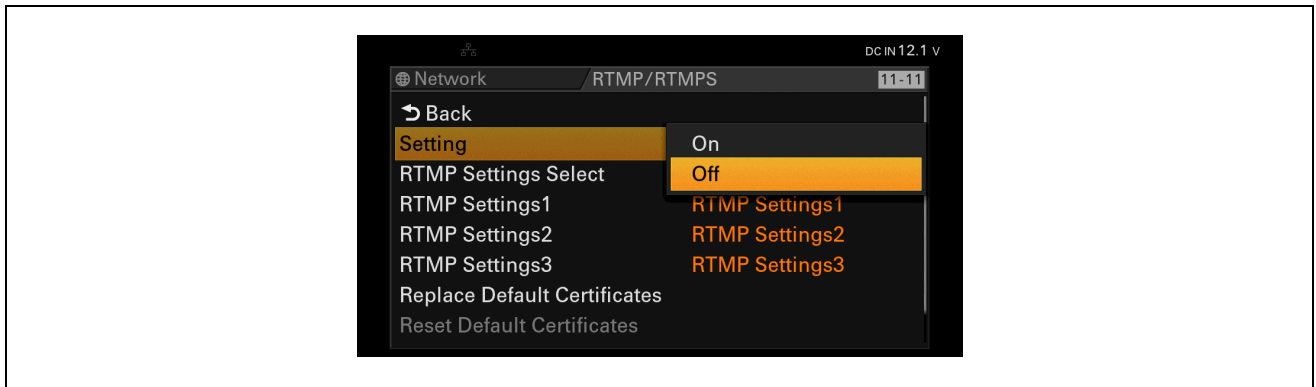 DC IN 12.1 V
Network RTMP/RTMPS 11-11
Back
Setting On
Off
RTMP Settings Select
RTMP Settings1 RTMP Settings1
RTMP Settings2 RTMP Settings2
RTMP Settings3 RTMP Settings3
Replace Default Certificates
Reset Default Certificates